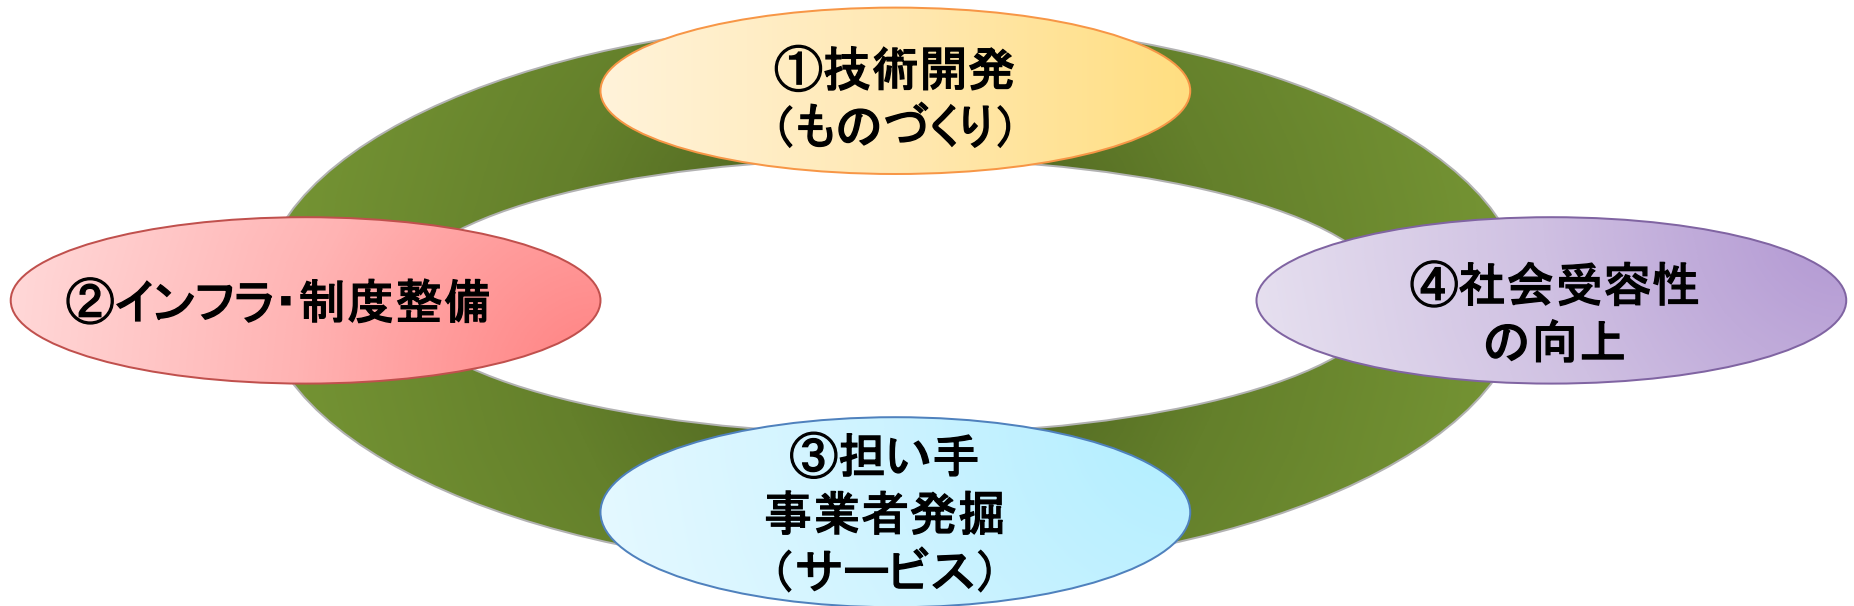 ①技術開発
（ものづくり）
②インフラ・制度整備
③担い手
事業者発掘
（サービス）
④社会受容性
の向上